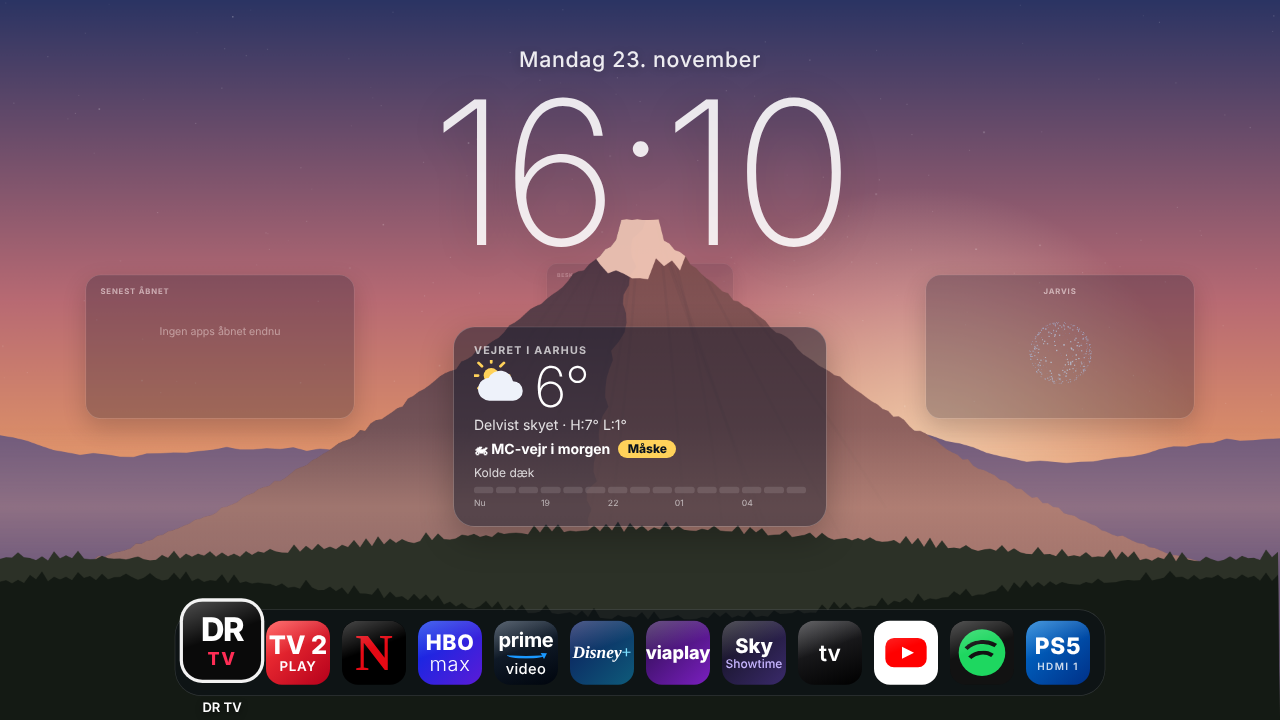 Mandag 23. november
16:10
SENEST ÅBNET
Ingen apps åbnet endnu
VEJRET I AARHUS
6°
Delvist skyet · H:7° L:1°
MC-vejr i morgen Måske
Kolde dæk
Nu 19 22 01 04
JARVIS
DR
TV
TV 2
PLAY
N
HBO
max
prime
video
Disney+
viaplay
Sky
Showtime
tv
PS5
HDMI 1
DR TV